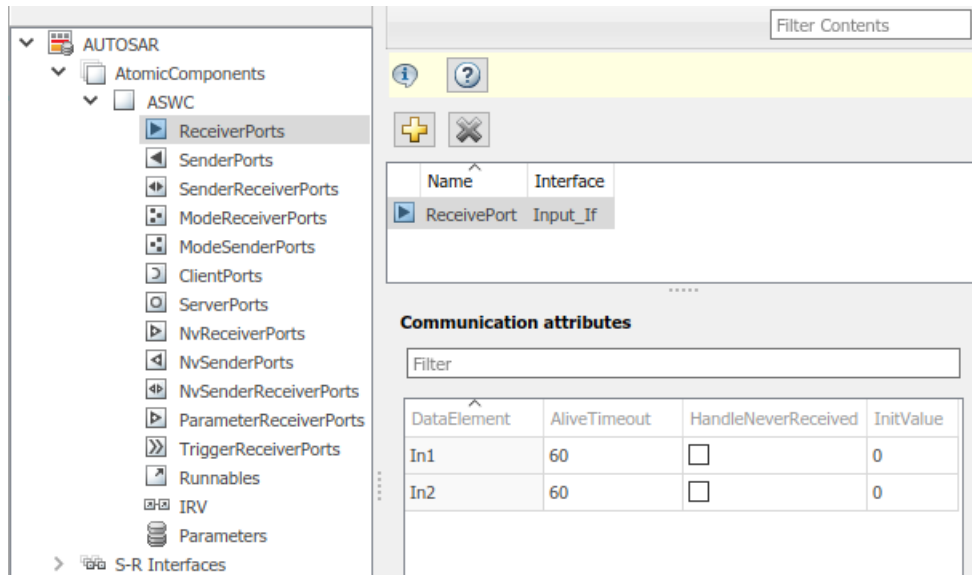 AUTOSAR
AtomicComponents
ASWC
ReceiverPorts
SenderPorts
SenderReceiverPorts
ModeReceiverPorts
ModeSenderPorts
ClientPorts
ServerPorts
NvReceiverPorts
NvSenderPorts
NvSenderReceiverPorts
ParameterReceiverPorts
TriggerReceiverPorts
Runnables
IRV
Parameters
S-R Interfaces
Filter Contents
Name Interface
ReceivePort Input_If
Communication attributes
Filter
DataElement AliveTimeout HandleNeverReceived InitValue
In1 60 0
In2 60 0